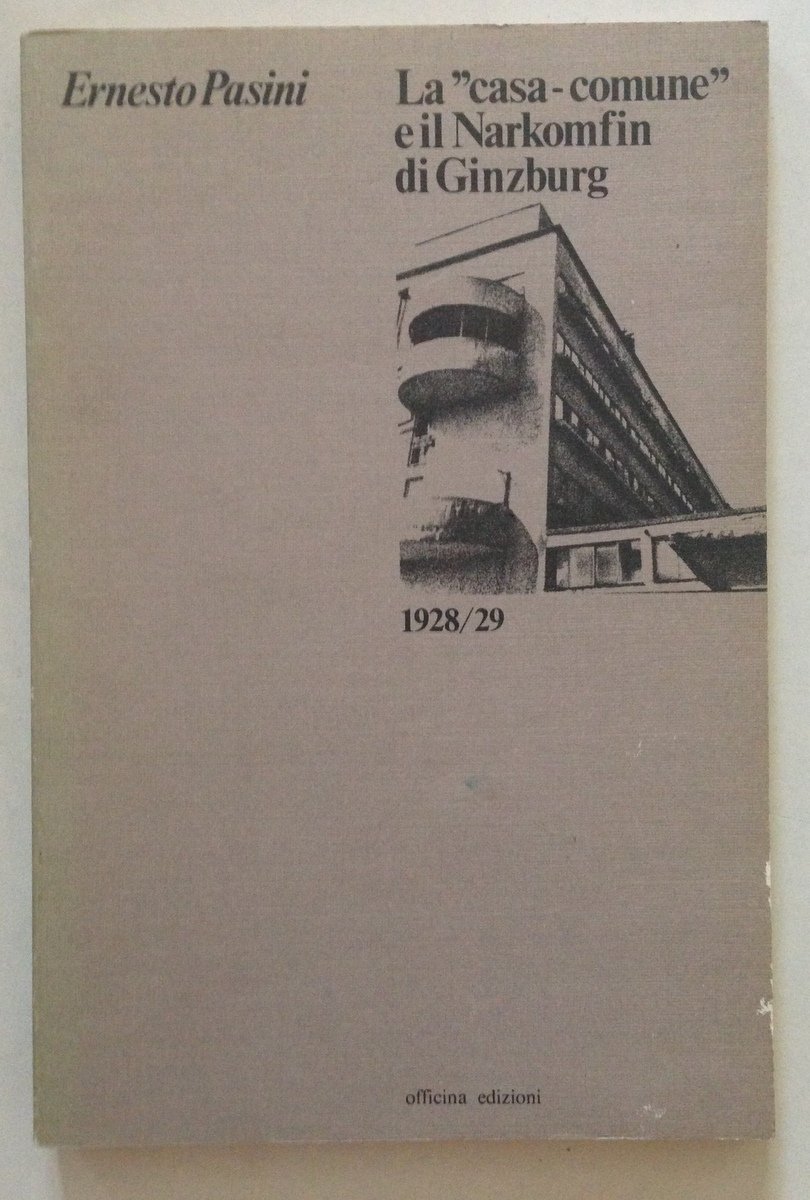 Ernesto Pasini
La ”casa-comune”
e il Narkomfin
di Ginzburg
1928/29
officina edizioni